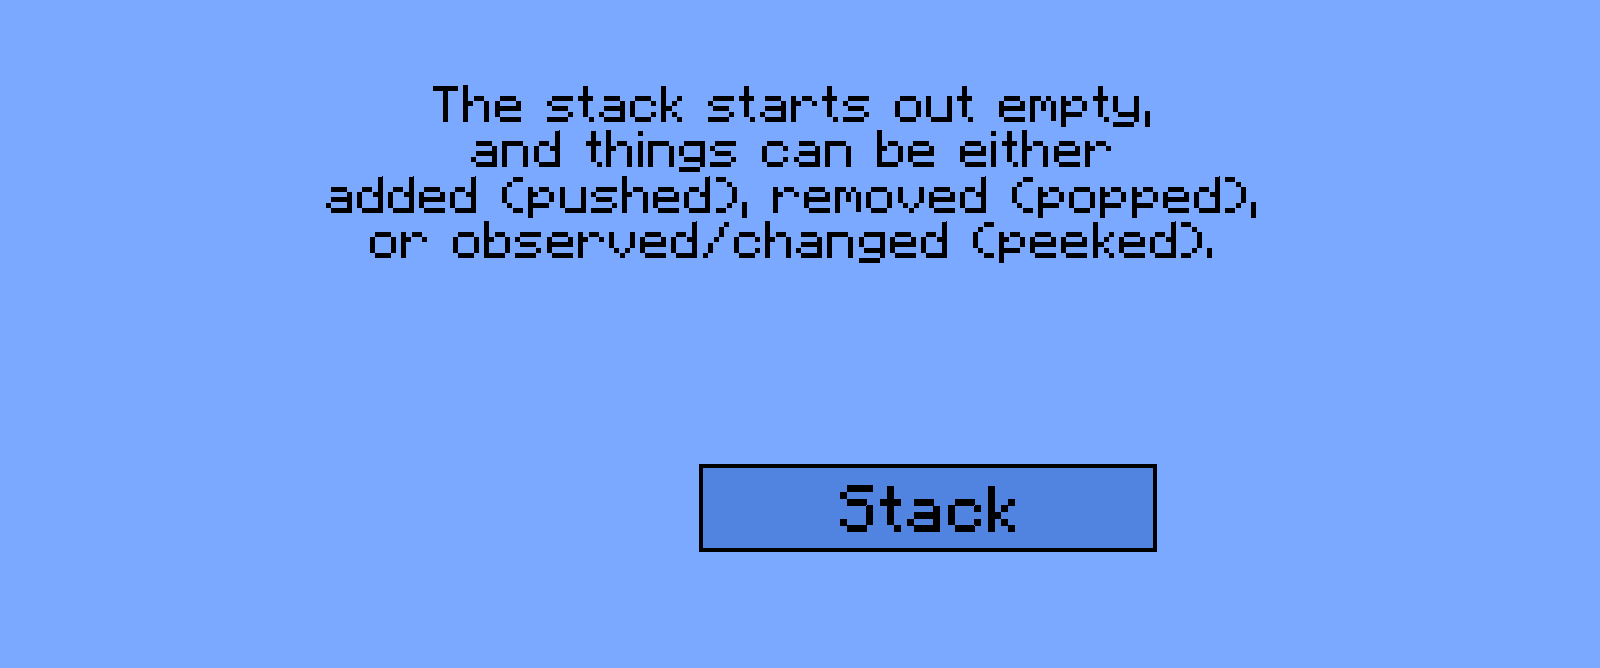 The stack starts out empty,
and things can be either
added (pushed), removed (popped),
or observed/changed (peeked).
Stack